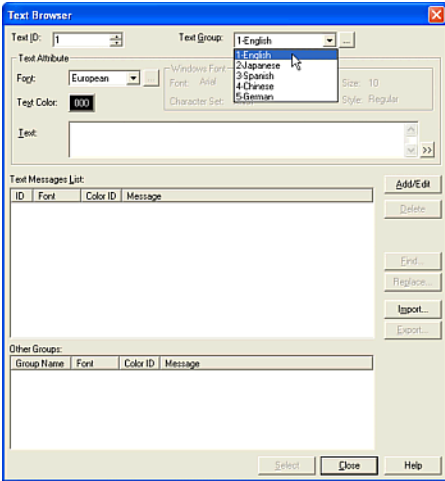 Text Browser
Text ID: 1 Text Group: 1-English ...
1-English
2-Japanese
3-Spanish
4-Chinese
5-German
Text Attribute
Font: European ...
Windows Font
Font: Arial Size: 10
Text Color: 000 Character Set: Style: Regular
Text:
>>
Text Messages List:
ID Font Color ID Message
Add/Edit
Delete
Find...
Replace...
Import...
Export...
Other Groups:
Group Name Font Color ID Message
Select Close Help